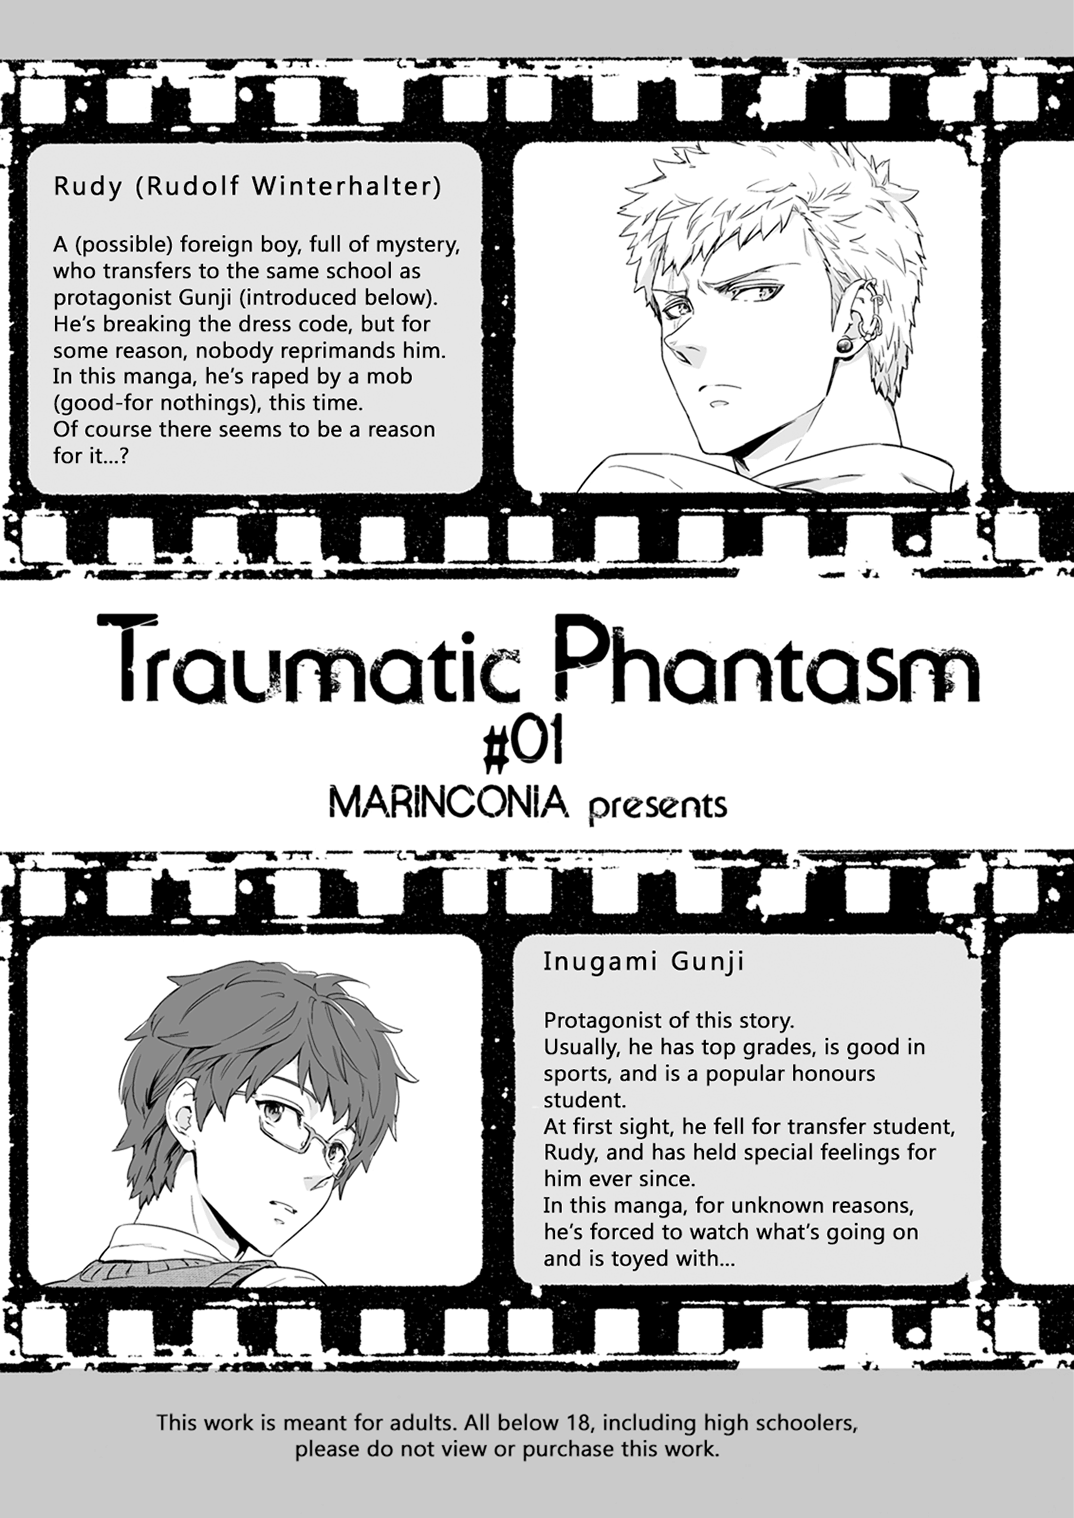 Rudy (Rudolf Winterhalter)
A (possible) foreign boy, full of mystery,
who transfers to the same school as
protagonist Gunji (introduced below).
He's breaking the dress code, but for
some reason, nobody reprimands him.
In this manga, he's raped by a mob
(good-for nothings), this time.
Of course there seems to be a reason
for it...?
Traumatic Phantasm
#01
MARINCONIA presents
Inugami Gunji
Protagonist of this story.
Usually, he has top grades, is good in
sports, and is a popular honours
student.
At first sight, he fell for transfer student,
Rudy, and has held special feelings for
him ever since.
In this manga, for unknown reasons,
he's forced to watch what's going on
and is toyed with...
This work is meant for adults. All below 18, including high schoolers,
please do not view or purchase this work.